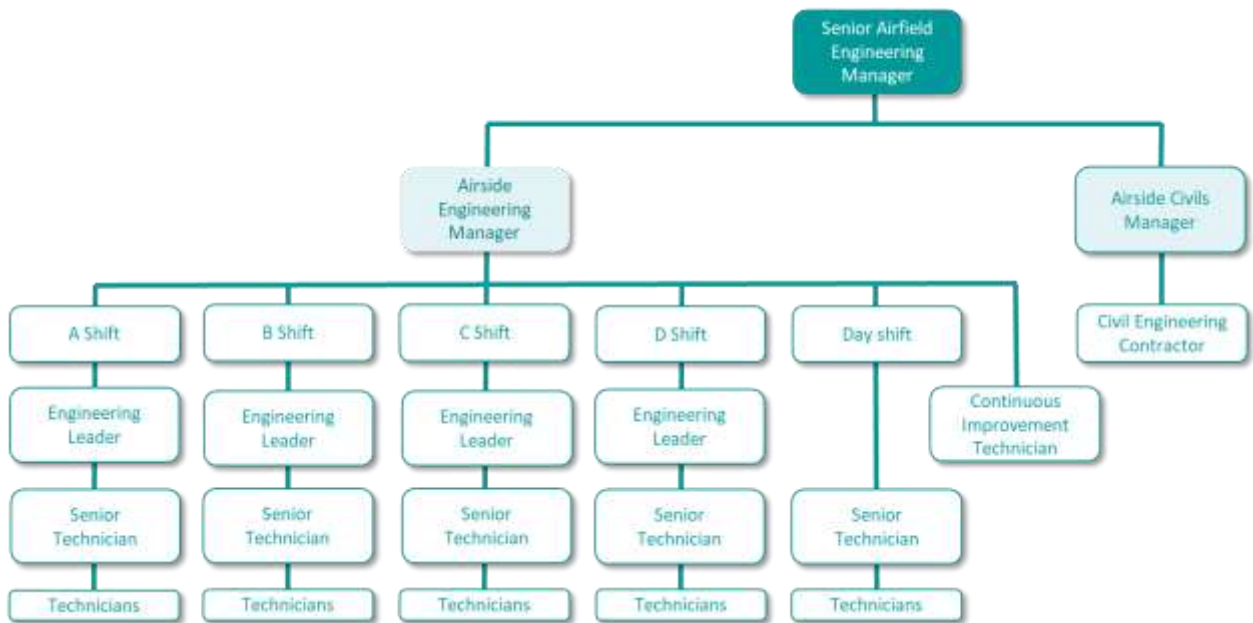 Senior Airfield
Engineering
Manager
Airside
Engineering
Manager
Airside Civils
Manager
A Shift
B Shift
C Shift
D Shift
Day shift
Civil Engineering
Contractor
Engineering
Leader
Engineering
Leader
Engineering
Leader
Engineering
Leader
Continuous
Improvement
Technician
Senior
Technician
Senior
Technician
Senior
Technician
Senior
Technician
Senior
Technician
Technicians
Technicians
Technicians
Technicians
Technicians